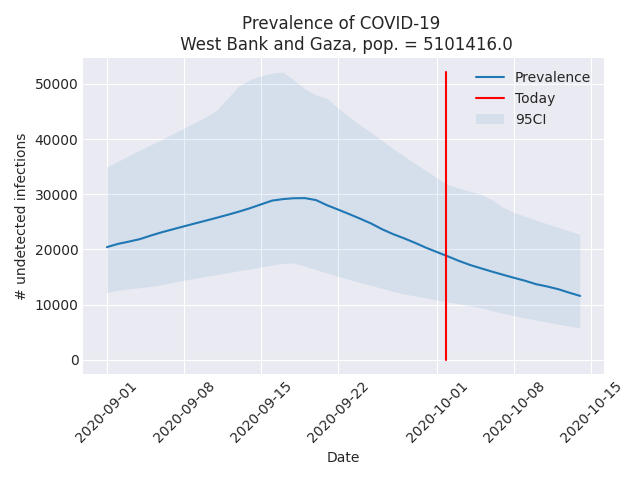 Prevalence of COVID-19
West Bank and Gaza, pop. = 5101416.0
Prevalence
Today
95CI
# undetected infections
50000
40000
30000
20000
10000
0
2020-09-01
2020-09-08
2020-09-15
2020-09-22
2020-10-01
2020-10-08
2020-10-15
Date